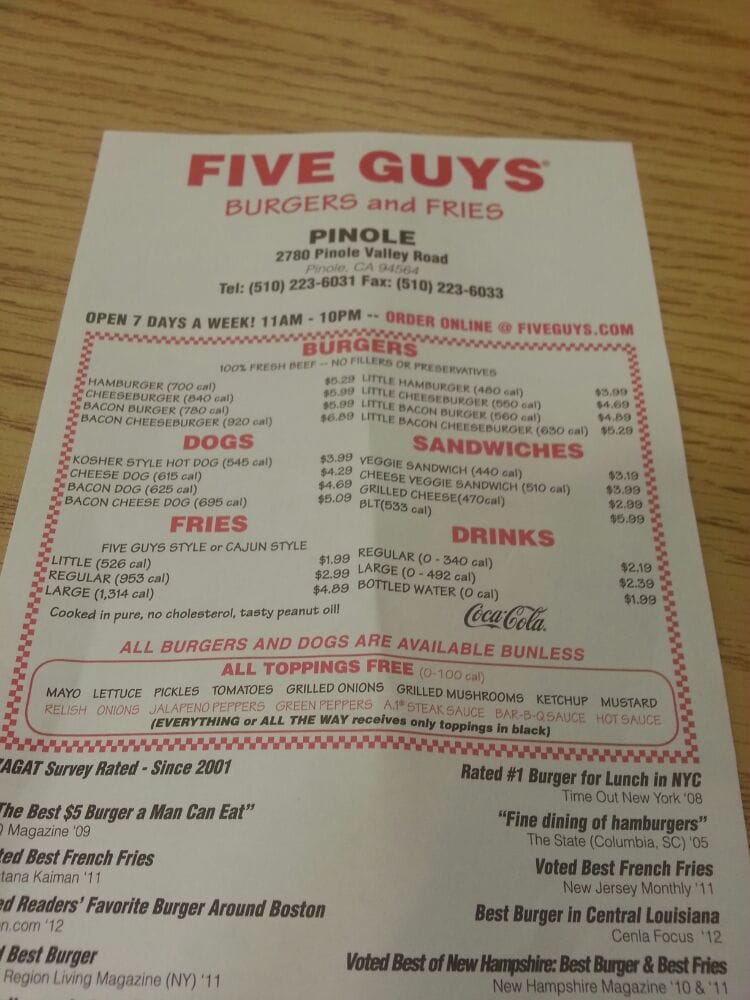 FIVE GUYS®
BURGERS and FRIES
PINOLE
2780 Pinole Valley Road
Pinole, CA 94564
Tel: (510) 223-6031 Fax: (510) 223-6033
OPEN 7 DAYS A WEEK! 11AM - 10PM -- ORDER ONLINE @ FIVEGUYS.COM
BURGERS
100% FRESH BEEF -- NO FILLERS OR PRESERVATIVES
HAMBURGER (700 cal) $5.29
CHEESEBURGER (840 cal) $5.99
BACON BURGER (780 cal) $5.99
BACON CHEESEBURGER (920 cal) $6.89
LITTLE HAMBURGER (480 cal) $3.99
LITTLE CHEESEBURGER (550 cal) $4.69
LITTLE BACON BURGER (560 cal) $4.89
LITTLE BACON CHEESEBURGER (630 cal) $5.29
DOGS
KOSHER STYLE HOT DOG (545 cal) $3.99
CHEESE DOG (615 cal) $4.29
BACON DOG (625 cal) $4.69
BACON CHEESE DOG (695 cal) $5.09
SANDWICHES
VEGGIE SANDWICH (440 cal) $3.19
CHEESE VEGGIE SANDWICH (510 cal) $3.99
GRILLED CHEESE(470cal) $2.99
BLT(533 cal) $5.99
FRIES
FIVE GUYS STYLE or CAJUN STYLE
LITTLE (526 cal) $1.99
REGULAR (953 cal) $2.99
LARGE (1,314 cal) $4.89
Cooked in pure, no cholesterol, tasty peanut oil!
DRINKS
REGULAR (0 - 340 cal) $2.19
LARGE (0 - 492 cal) $2.39
BOTTLED WATER (0 cal) $1.99
Coca-Cola.
ALL BURGERS AND DOGS ARE AVAILABLE BUNLESS
ALL TOPPINGS FREE (0-100 cal)
MAYO LETTUCE PICKLES TOMATOES GRILLED ONIONS GRILLED MUSHROOMS KETCHUP MUSTARD
RELISH ONIONS JALAPENO PEPPERS GREEN PEPPERS A.1® STEAK SAUCE BAR-B-Q SAUCE HOT SAUCE
(EVERYTHING or ALL THE WAY receives only toppings in black)
ZAGAT Survey Rated - Since 2001
The Best $5 Burger a Man Can Eat”
Magazine '09
ted Best French Fries
tana Kaiman '11
ed Readers' Favorite Burger Around Boston
n.com '12
d Best Burger
Region Living Magazine (NY) '11
Rated #1 Burger for Lunch in NYC
Time Out New York '08
“Fine dining of hamburgers”
The State (Columbia, SC) '05
Voted Best French Fries
New Jersey Monthly '11
Best Burger in Central Louisiana
Cenla Focus '12
Voted Best of New Hampshire: Best Burger & Best Fries
New Hampshire Magazine '10 & '11